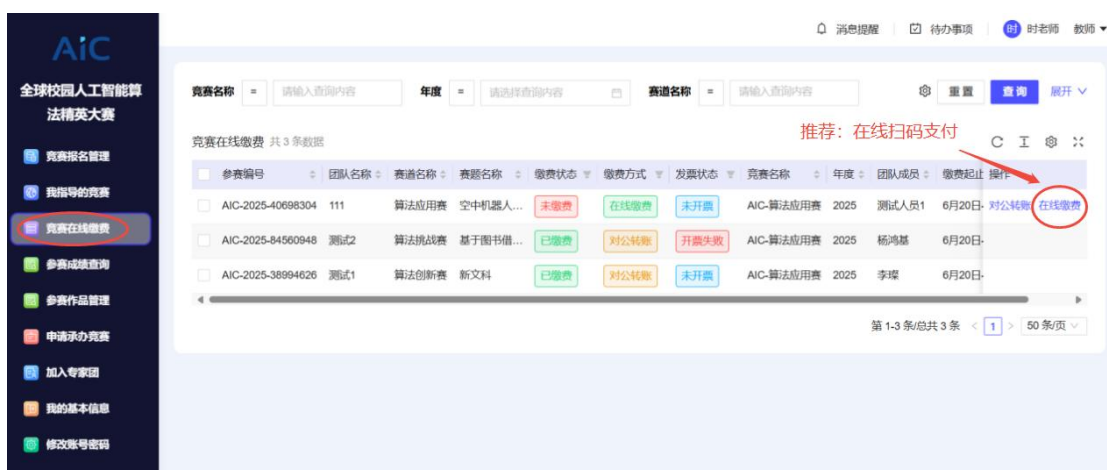 消息提醒 待办事项 时 时老师 教师
AiC
全球校园人工智能算
法精英大赛
竞赛报名管理
我指导的竞赛
竞赛在线缴费
参赛成绩查询
参赛作品管理
申请承办竞赛
加入专家团
我的基本信息
修改账号密码
竞赛名称 = 请输入查询内容 年度 = 请选择查询内容 赛道名称 = 请输入查询内容 重置 查询 展开
推荐：在线扫码支付
竞赛在线缴费 共 3 条数据
参赛编号 团队名称 赛道名称 赛题名称 缴费状态 缴费方式 发票状态 竞赛名称 年度 团队成员 缴费起止 操作
AIC-2025-40698304 111 算法应用赛 空中机器人... 未缴费 在线缴费 未开票 AIC-算法应用赛 2025 测试人员1 6月20日- 对公转账 在线缴费
AIC-2025-84560948 测试2 算法挑战赛 基于图书借... 已缴费 对公转账 开票失败 AIC-算法应用赛 2025 杨鸿基 6月20日-
AIC-2025-38994626 测试1 算法创新赛 新文科 已缴费 对公转账 未开票 AIC-算法应用赛 2025 李璨 6月20日-
第 1-3 条/总共 3 条 < 1 > 50 条/页